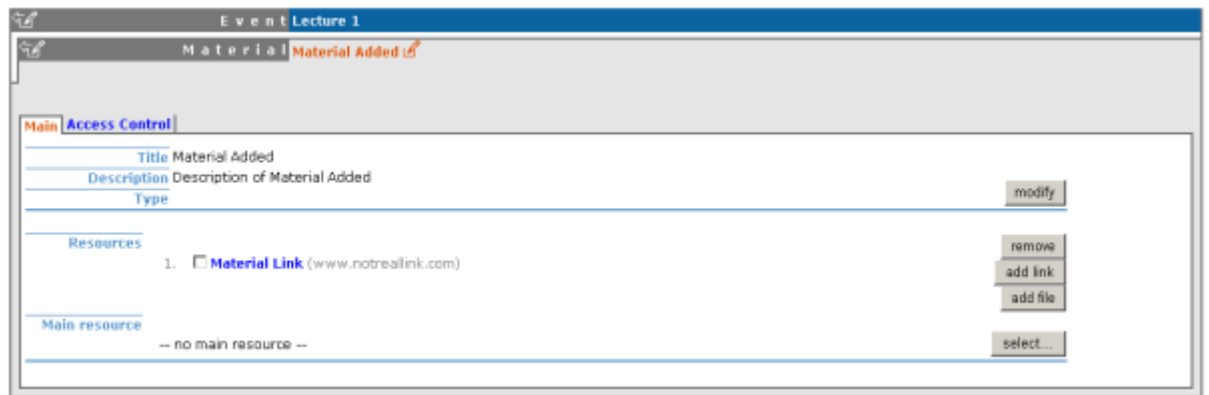 Event Lecture 1
Material Material Added
Main Access Control
Title Material Added
Description Description of Material Added
Type
modify
Resources
remove
1. Material Link (www.notreallink.com)
add link
add file
Main resource
-- no main resource --
select...